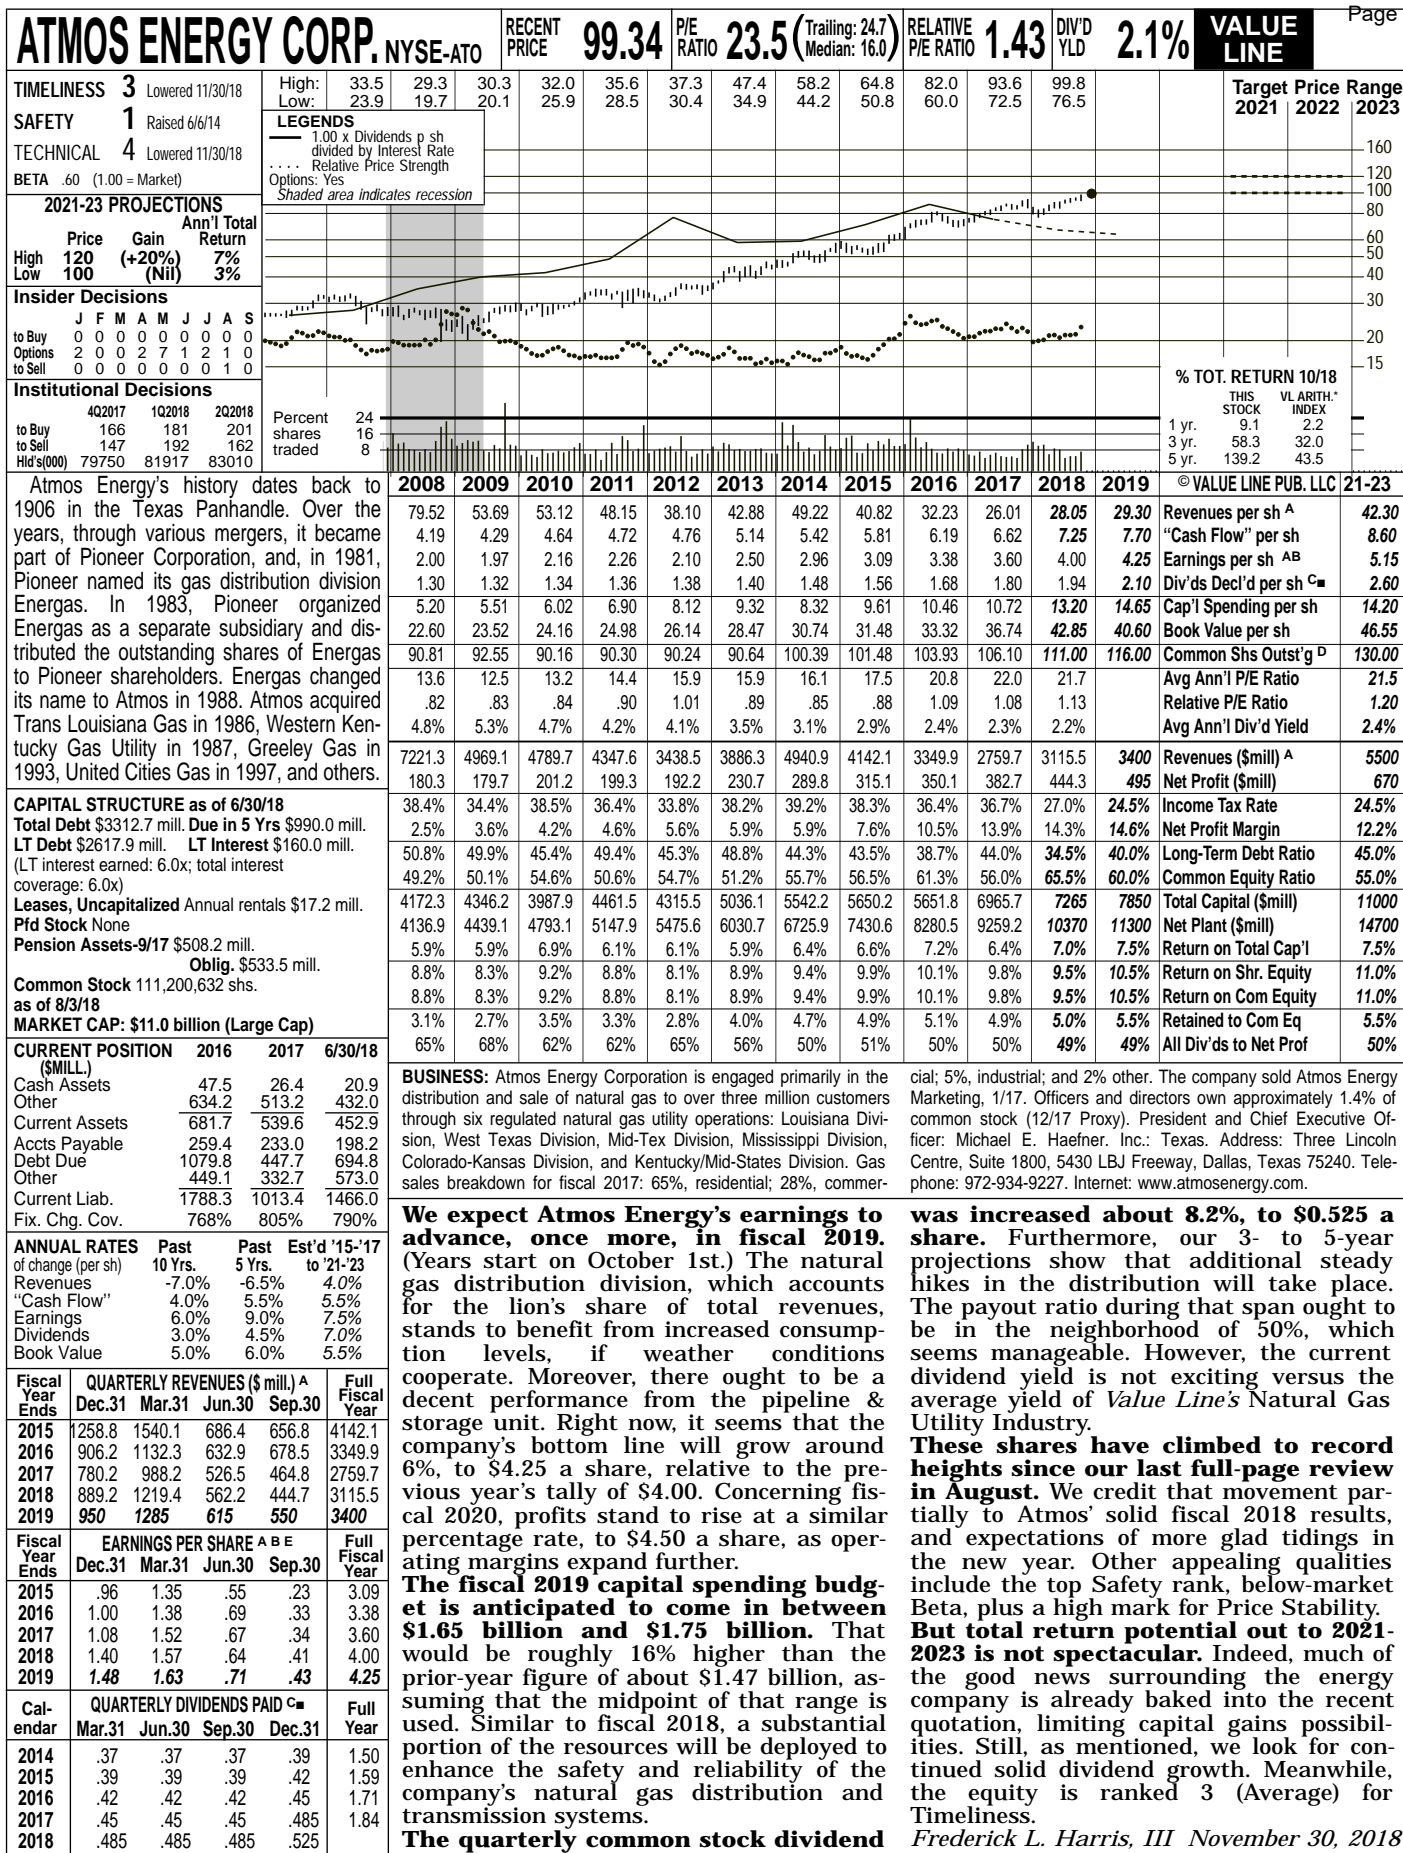 Page
ATMOS ENERGY CORP. NYSE-ATO
RECENT PRICE 99.34
P/E RATIO 23.5 (Trailing: 24.7 Median: 16.0)
RELATIVE P/E RATIO 1.43
DIV'D YLD 2.1%
VALUE LINE
TIMELINESS 3 Lowered 11/30/18
SAFETY 1 Raised 6/6/14
TECHNICAL 4 Lowered 11/30/18
BETA .60 (1.00 = Market)
2021-23 PROJECTIONS
Ann'l Total
Price Gain Return
High 120 (+20%) 7%
Low 100 (Nil) 3%
Insider Decisions
J F M A M J J A S
to Buy 0 0 0 0 0 0 0 0 0
Options 2 0 0 2 7 1 2 1 0
to Sell 0 0 0 0 0 0 0 1 0
Institutional Decisions
4Q2017 1Q2018 2Q2018
to Buy 166 181 201
to Sell 147 192 162
Hld's(000) 79750 81917 83010
High: 33.5 29.3 30.3 32.0 35.6 37.3 47.4 58.2 64.8 82.0 93.6 99.8
Low: 23.9 19.7 20.1 25.9 28.5 30.4 34.9 44.2 50.8 60.0 72.5 76.5
LEGENDS
1.00 x Dividends p sh
divided by Interest Rate
. . . . Relative Price Strength
Options: Yes
Shaded area indicates recession
Target Price Range
2021 2022 2023
160
120
100
80
60
50
40
30
20
15
Percent 24
shares 16
traded 8
% TOT. RETURN 10/18
THIS VL ARITH.*
STOCK INDEX
1 yr. 9.1 2.2
3 yr. 58.3 32.0
5 yr. 139.2 43.5
Atmos Energy's history dates back to
1906 in the Texas Panhandle. Over the
years, through various mergers, it became
part of Pioneer Corporation, and, in 1981,
Pioneer named its gas distribution division
Energas. In 1983, Pioneer organized
Energas as a separate subsidiary and dis-
tributed the outstanding shares of Energas
to Pioneer shareholders. Energas changed
its name to Atmos in 1988. Atmos acquired
Trans Louisiana Gas in 1986, Western Ken-
tucky Gas Utility in 1987, Greeley Gas in
1993, United Cities Gas in 1997, and others.
2008 2009 2010 2011 2012 2013 2014 2015 2016 2017 2018 2019 © VALUE LINE PUB. LLC 21-23
79.52 53.69 53.12 48.15 38.10 42.88 49.22 40.82 32.23 26.01 28.05 29.30 Revenues per sh A 42.30
4.19 4.29 4.64 4.72 4.76 5.14 5.42 5.81 6.19 6.62 7.25 7.70 "Cash Flow" per sh 8.60
2.00 1.97 2.16 2.26 2.10 2.50 2.96 3.09 3.38 3.60 4.00 4.25 Earnings per sh AB 5.15
1.30 1.32 1.34 1.36 1.38 1.40 1.48 1.56 1.68 1.80 1.94 2.10 Div'ds Decl'd per sh C■ 2.60
5.20 5.51 6.02 6.90 8.12 9.32 8.32 9.61 10.46 10.72 13.20 14.65 Cap'l Spending per sh 14.20
22.60 23.52 24.16 24.98 26.14 28.47 30.74 31.48 33.32 36.74 42.85 40.60 Book Value per sh 46.55
90.81 92.55 90.16 90.30 90.24 90.64 100.39 101.48 103.93 106.10 111.00 116.00 Common Shs Outst'g D 130.00
13.6 12.5 13.2 14.4 15.9 15.9 16.1 17.5 20.8 22.0 21.7 Avg Ann'l P/E Ratio 21.5
.82 .83 .84 .90 1.01 .89 .85 .88 1.09 1.08 1.13 Relative P/E Ratio 1.20
4.8% 5.3% 4.7% 4.2% 4.1% 3.5% 3.1% 2.9% 2.4% 2.3% 2.2% Avg Ann'l Div'd Yield 2.4%
7221.3 4969.1 4789.7 4347.6 3438.5 3886.3 4940.9 4142.1 3349.9 2759.7 3115.5 3400 Revenues ($mill) A 5500
180.3 179.7 201.2 199.3 192.2 230.7 289.8 315.1 350.1 382.7 444.3 495 Net Profit ($mill) 670
38.4% 34.4% 38.5% 36.4% 33.8% 38.2% 39.2% 38.3% 36.4% 36.7% 27.0% 24.5% Income Tax Rate 24.5%
2.5% 3.6% 4.2% 4.6% 5.6% 5.9% 5.9% 7.6% 10.5% 13.9% 14.3% 14.6% Net Profit Margin 12.2%
50.8% 49.9% 45.4% 49.4% 45.3% 48.8% 44.3% 43.5% 38.7% 44.0% 34.5% 40.0% Long-Term Debt Ratio 45.0%
49.2% 50.1% 54.6% 50.6% 54.7% 51.2% 55.7% 56.5% 61.3% 56.0% 65.5% 60.0% Common Equity Ratio 55.0%
4172.3 4346.2 3987.9 4461.5 4315.5 5036.1 5542.2 5650.2 5651.8 6965.7 7265 7850 Total Capital ($mill) 11000
4136.9 4439.1 4793.1 5147.9 5475.6 6030.7 6725.9 7430.6 8280.5 9259.2 10370 11300 Net Plant ($mill) 14700
5.9% 5.9% 6.9% 6.1% 6.1% 5.9% 6.4% 6.6% 7.2% 6.4% 7.0% 7.5% Return on Total Cap'l 7.5%
8.8% 8.3% 9.2% 8.8% 8.1% 8.9% 9.4% 9.9% 10.1% 9.8% 9.5% 10.5% Return on Shr. Equity 11.0%
8.8% 8.3% 9.2% 8.8% 8.1% 8.9% 9.4% 9.9% 10.1% 9.8% 9.5% 10.5% Return on Com Equity 11.0%
3.1% 2.7% 3.5% 3.3% 2.8% 4.0% 4.7% 4.9% 5.1% 4.9% 5.0% 5.5% Retained to Com Eq 5.5%
65% 68% 62% 62% 65% 56% 50% 51% 50% 50% 49% 49% All Div'ds to Net Prof 50%
CAPITAL STRUCTURE as of 6/30/18
Total Debt $3312.7 mill. Due in 5 Yrs $990.0 mill.
LT Debt $2617.9 mill. LT Interest $160.0 mill.
(LT interest earned: 6.0x; total interest
coverage: 6.0x)
Leases, Uncapitalized Annual rentals $17.2 mill.
Pfd Stock None
Pension Assets-9/17 $508.2 mill.
Oblig. $533.5 mill.
Common Stock 111,200,632 shs.
as of 8/3/18
MARKET CAP: $11.0 billion (Large Cap)
CURRENT POSITION 2016 2017 6/30/18
($MILL.)
Cash Assets 47.5 26.4 20.9
Other 634.2 513.2 432.0
Current Assets 681.7 539.6 452.9
Accts Payable 259.4 233.0 198.2
Debt Due 1079.8 447.7 694.8
Other 449.1 332.7 573.0
Current Liab. 1788.3 1013.4 1466.0
Fix. Chg. Cov. 768% 805% 790%
ANNUAL RATES Past Past Est'd '15-'17
of change (per sh) 10 Yrs. 5 Yrs. to '21-'23
Revenues -7.0% -6.5% 4.0%
"Cash Flow" 4.0% 5.5% 5.5%
Earnings 6.0% 9.0% 7.5%
Dividends 3.0% 4.5% 7.0%
Book Value 5.0% 6.0% 5.5%
Fiscal Year Ends QUARTERLY REVENUES ($ mill.) A Full Fiscal Year
Dec.31 Mar.31 Jun.30 Sep.30
2015 1258.8 1540.1 686.4 656.8 4142.1
2016 906.2 1132.3 632.9 678.5 3349.9
2017 780.2 988.2 526.5 464.8 2759.7
2018 889.2 1219.4 562.2 444.7 3115.5
2019 950 1285 615 550 3400
Fiscal Year Ends EARNINGS PER SHARE A B E Full Fiscal Year
Dec.31 Mar.31 Jun.30 Sep.30
2015 .96 1.35 .55 .23 3.09
2016 1.00 1.38 .69 .33 3.38
2017 1.08 1.52 .67 .34 3.60
2018 1.40 1.57 .64 .41 4.00
2019 1.48 1.63 .71 .43 4.25
Cal- endar QUARTERLY DIVIDENDS PAID C■ Full Year
Mar.31 Jun.30 Sep.30 Dec.31
2014 .37 .37 .37 .39 1.50
2015 .39 .39 .39 .42 1.59
2016 .42 .42 .42 .45 1.71
2017 .45 .45 .45 .485 1.84
2018 .485 .485 .485 .525
BUSINESS: Atmos Energy Corporation is engaged primarily in the
distribution and sale of natural gas to over three million customers
through six regulated natural gas utility operations: Louisiana Divi-
sion, West Texas Division, Mid-Tex Division, Mississippi Division,
Colorado-Kansas Division, and Kentucky/Mid-States Division. Gas
sales breakdown for fiscal 2017: 65%, residential; 28%, commer-
cial; 5%, industrial; and 2% other. The company sold Atmos Energy
Marketing, 1/17. Officers and directors own approximately 1.4% of
common stock (12/17 Proxy). President and Chief Executive Of-
ficer: Michael E. Haefner. Inc.: Texas. Address: Three Lincoln
Centre, Suite 1800, 5430 LBJ Freeway, Dallas, Texas 75240. Tele-
phone: 972-934-9227. Internet: www.atmosenergy.com.
We expect Atmos Energy's earnings to
advance, once more, in fiscal 2019.
(Years start on October 1st.) The natural
gas distribution division, which accounts
for the lion's share of total revenues,
stands to benefit from increased consump-
tion levels, if weather conditions
cooperate. Moreover, there ought to be a
decent performance from the pipeline &
storage unit. Right now, it seems that the
company's bottom line will grow around
6%, to $4.25 a share, relative to the pre-
vious year's tally of $4.00. Concerning fis-
cal 2020, profits stand to rise at a similar
percentage rate, to $4.50 a share, as oper-
ating margins expand further.
The fiscal 2019 capital spending budg-
et is anticipated to come in between
$1.65 billion and $1.75 billion. That
would be roughly 16% higher than the
prior-year figure of about $1.47 billion, as-
suming that the midpoint of that range is
used. Similar to fiscal 2018, a substantial
portion of the resources will be deployed to
enhance the safety and reliability of the
company's natural gas distribution and
transmission systems.
The quarterly common stock dividend
was increased about 8.2%, to $0.525 a
share. Furthermore, our 3- to 5-year
projections show that additional steady
hikes in the distribution will take place.
The payout ratio during that span ought to
be in the neighborhood of 50%, which
seems manageable. However, the current
dividend yield is not exciting versus the
average yield of Value Line's Natural Gas
Utility Industry.
These shares have climbed to record
heights since our last full-page review
in August. We credit that movement par-
tially to Atmos' solid fiscal 2018 results,
and expectations of more glad tidings in
the new year. Other appealing qualities
include the top Safety rank, below-market
Beta, plus a high mark for Price Stability.
But total return potential out to 2021-
2023 is not spectacular. Indeed, much of
the good news surrounding the energy
company is already baked into the recent
quotation, limiting capital gains possibil-
ities. Still, as mentioned, we look for con-
tinued solid dividend growth. Meanwhile,
the equity is ranked 3 (Average) for
Timeliness.
Frederick L. Harris, III November 30, 2018